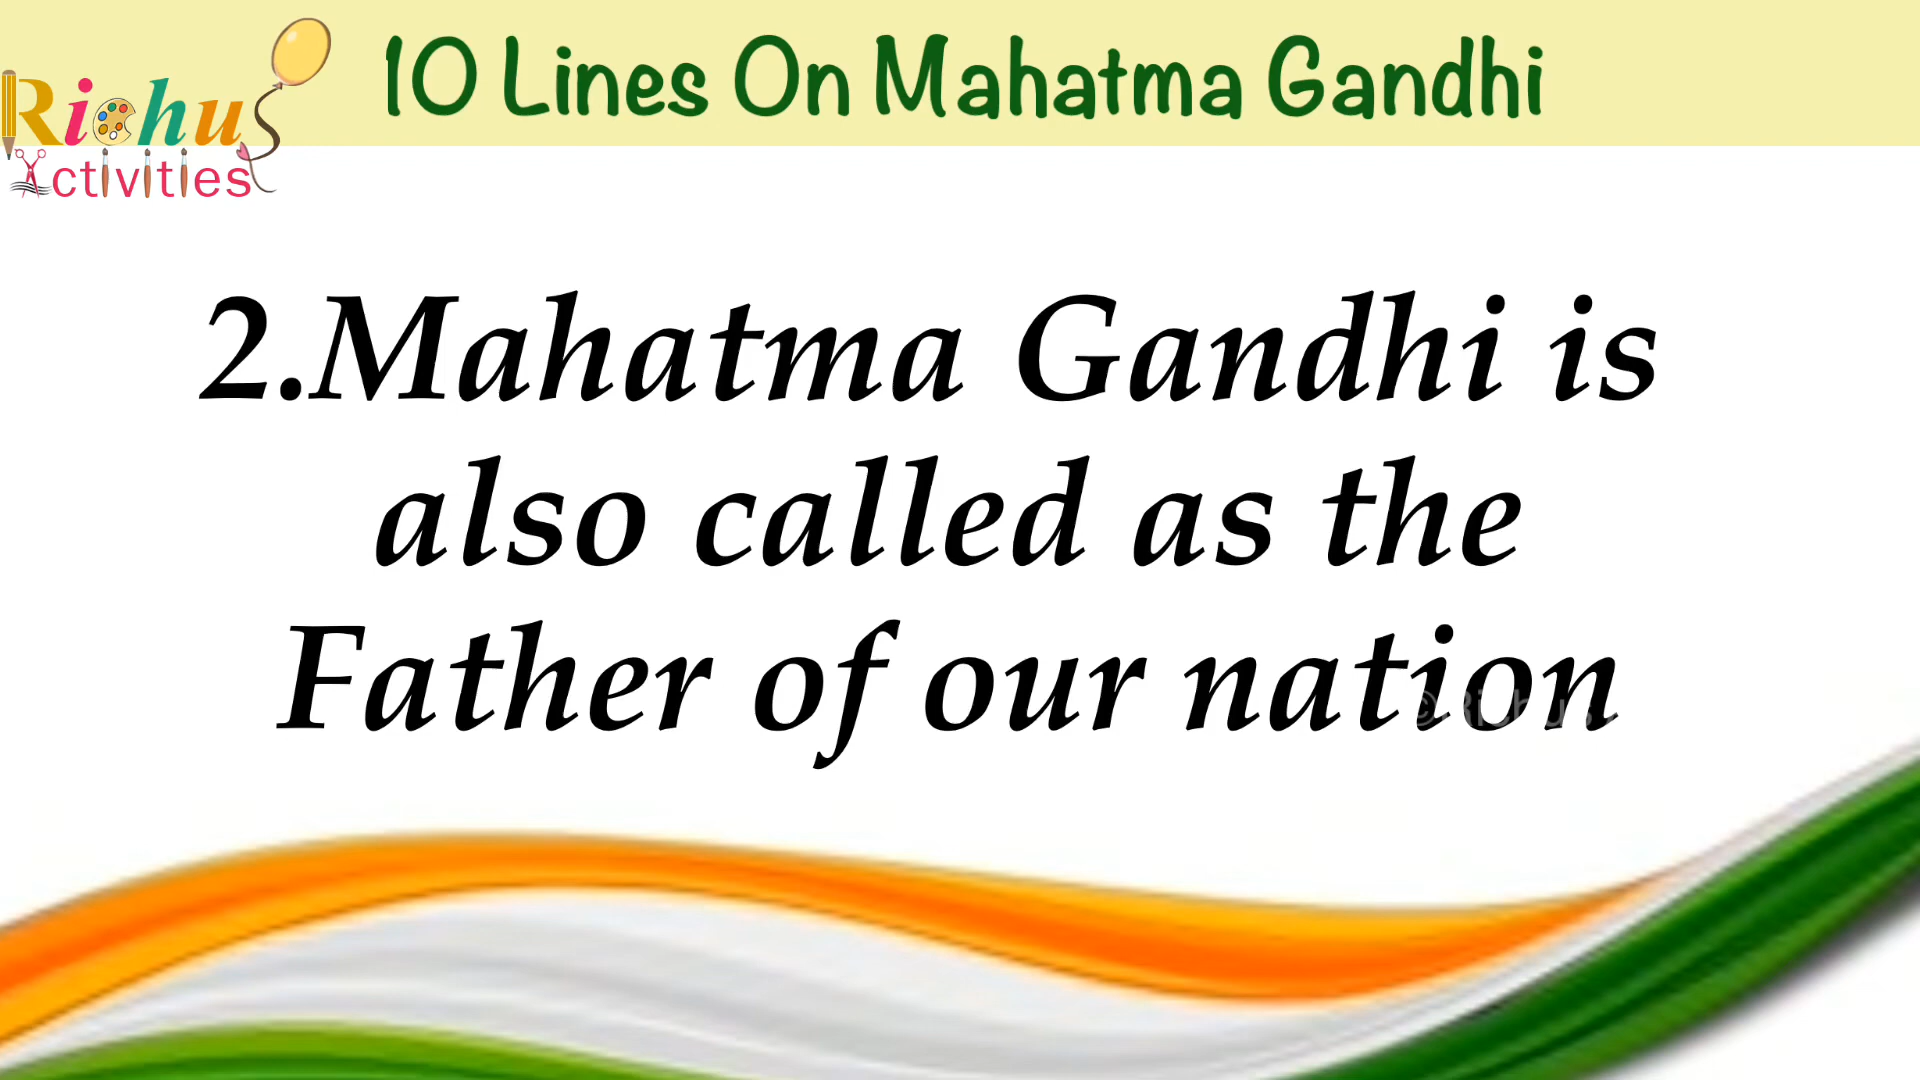 10 Lines On Mahatma Gandhi
Richus
Activities
2.Mahatma Gandhi is
also called as the
Father of our nation
©Richus